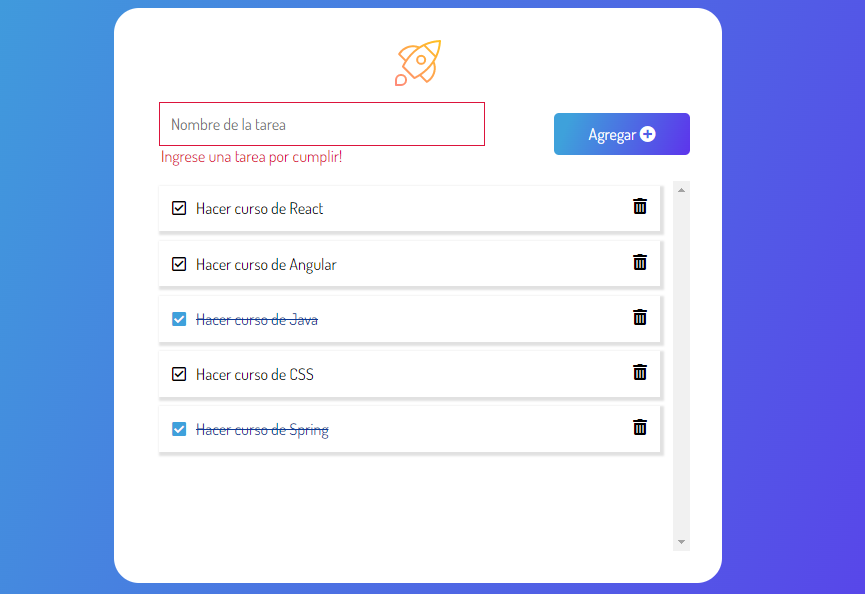 Nombre de la tarea
Agregar
Ingrese una tarea por cumplir!
Hacer curso de React
Hacer curso de Angular
Hacer curso de Java
Hacer curso de CSS
Hacer curso de Spring